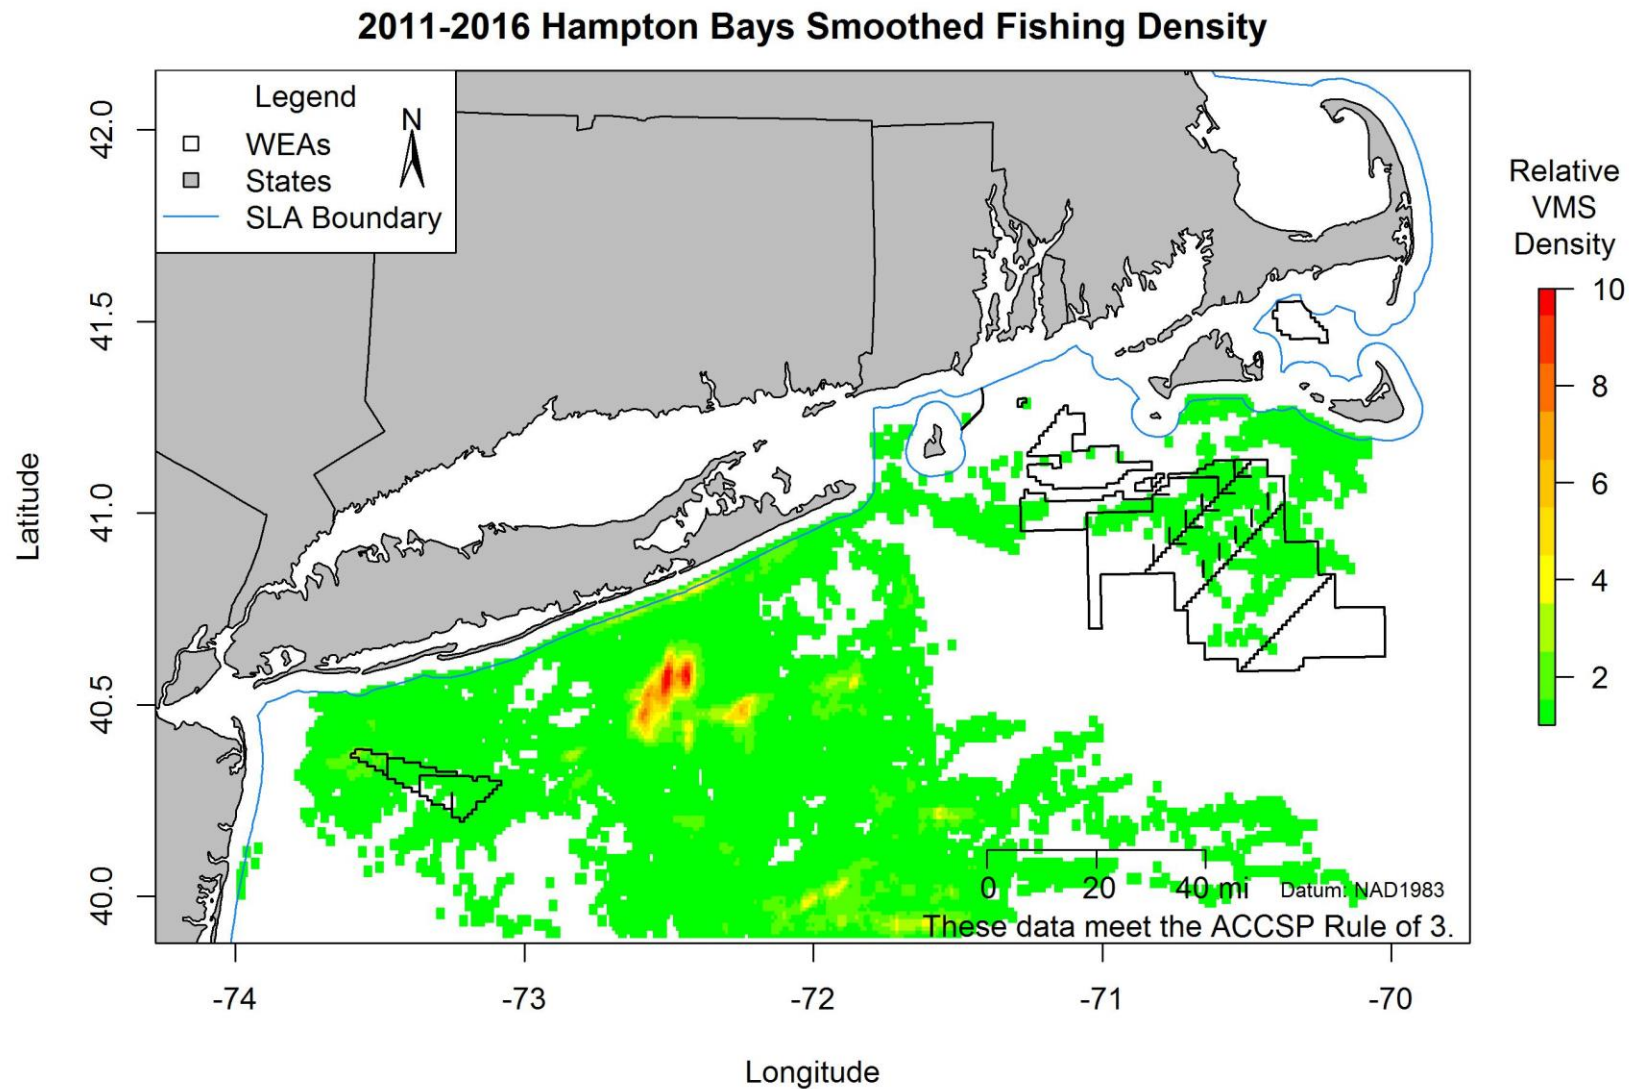 2011-2016 Hampton Bays Smoothed Fishing Density
Legend
N
WEAs
States
SLA Boundary
Relative
VMS
Density
10
8
6
4
2
Latitude
42.0
41.5
41.0
40.5
40.0
0 20 40 mi Datum: NAD1983
These data meet the ACCSP Rule of 3.
-74 -73 -72 -71 -70
Longitude